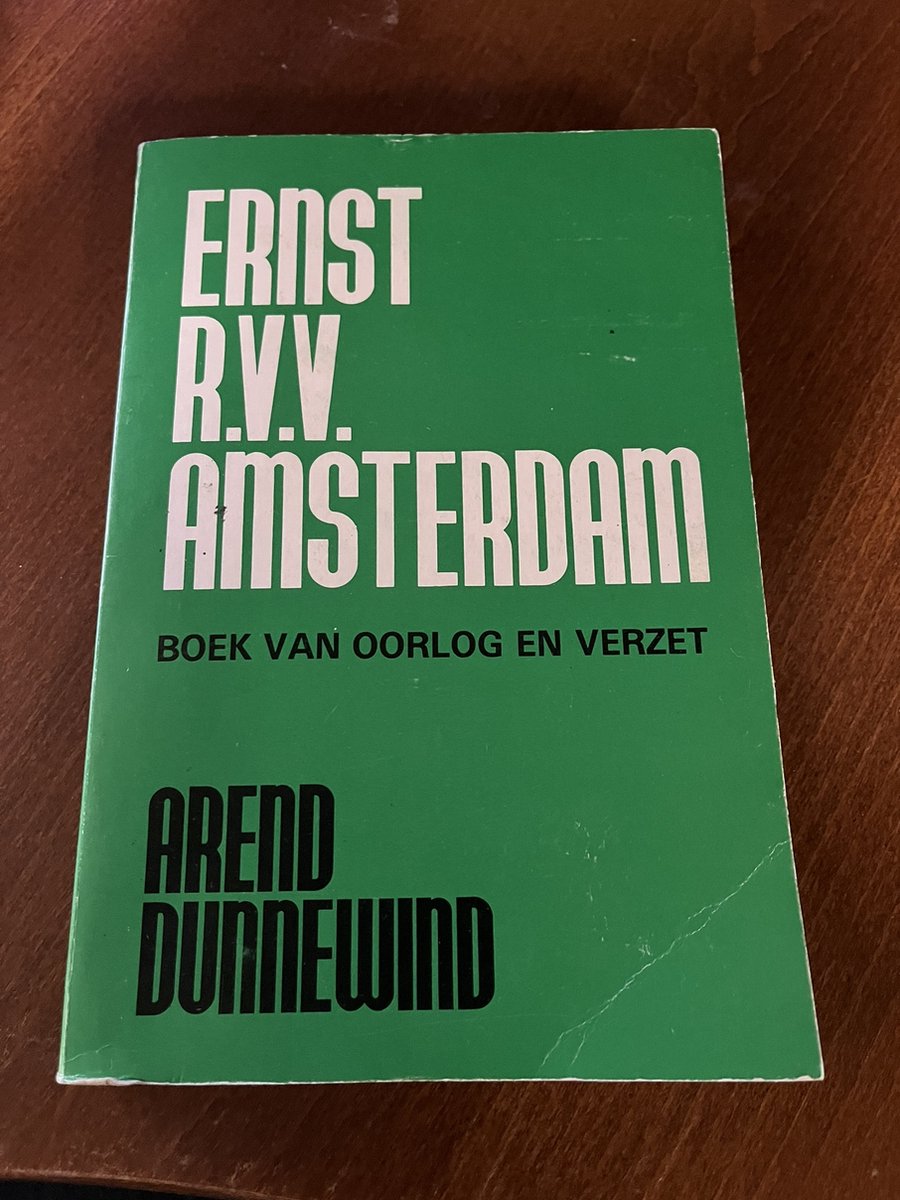 ERNST
R.V.V.
AMSTERDAM
BOEK VAN OORLOG EN VERZET
AREND
DUNNEWIND